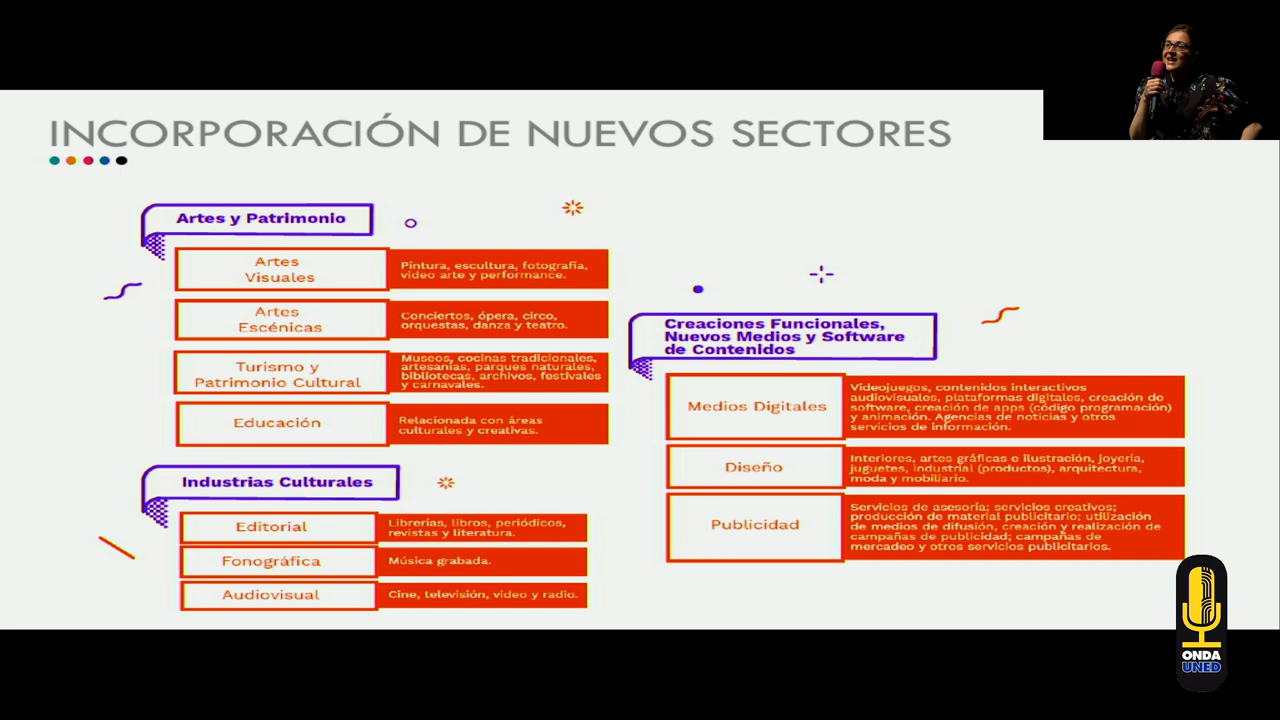 INCORPORACIÓN DE NUEVOS SECTORES
Artes y Patrimonio
Artes
Visuales
Pintura, escultura, fotografía,
video arte y performance.
Artes
Escénicas
Conciertos, ópera, circo,
orquestas, danza y teatro.
Turismo y
Patrimonio Cultural
Museos, cocinas tradicionales,
artesanías, parques naturales,
bibliotecas, archivos, festivales
y carnavales.
Educación
Relacionada con áreas
culturales y creativas.
Industrias Culturales
Editorial
Librerías, libros, periódicos,
revistas y literatura.
Fonográfica
Música grabada.
Audiovisual
Cine, televisión, video y radio.
Creaciones Funcionales,
Nuevos Medios y Software
de Contenidos
Medios Digitales
Videojuegos, contenidos interactivos
audiovisuales, plataformas digitales, creación de
software, creación de apps (código programación)
y animación. Agencias de noticias y otros
servicios de información.
Diseño
Interiores, artes gráficas e ilustración, joyería,
juguetes, industrial (productos), arquitectura,
moda y mobiliario.
Publicidad
Servicios de asesoría; servicios creativos;
producción de material publicitario; utilización
de medios de difusión, creación y realización de
campañas de publicidad; campañas de
mercadeo y otros servicios publicitarios.
ONDA
UNED